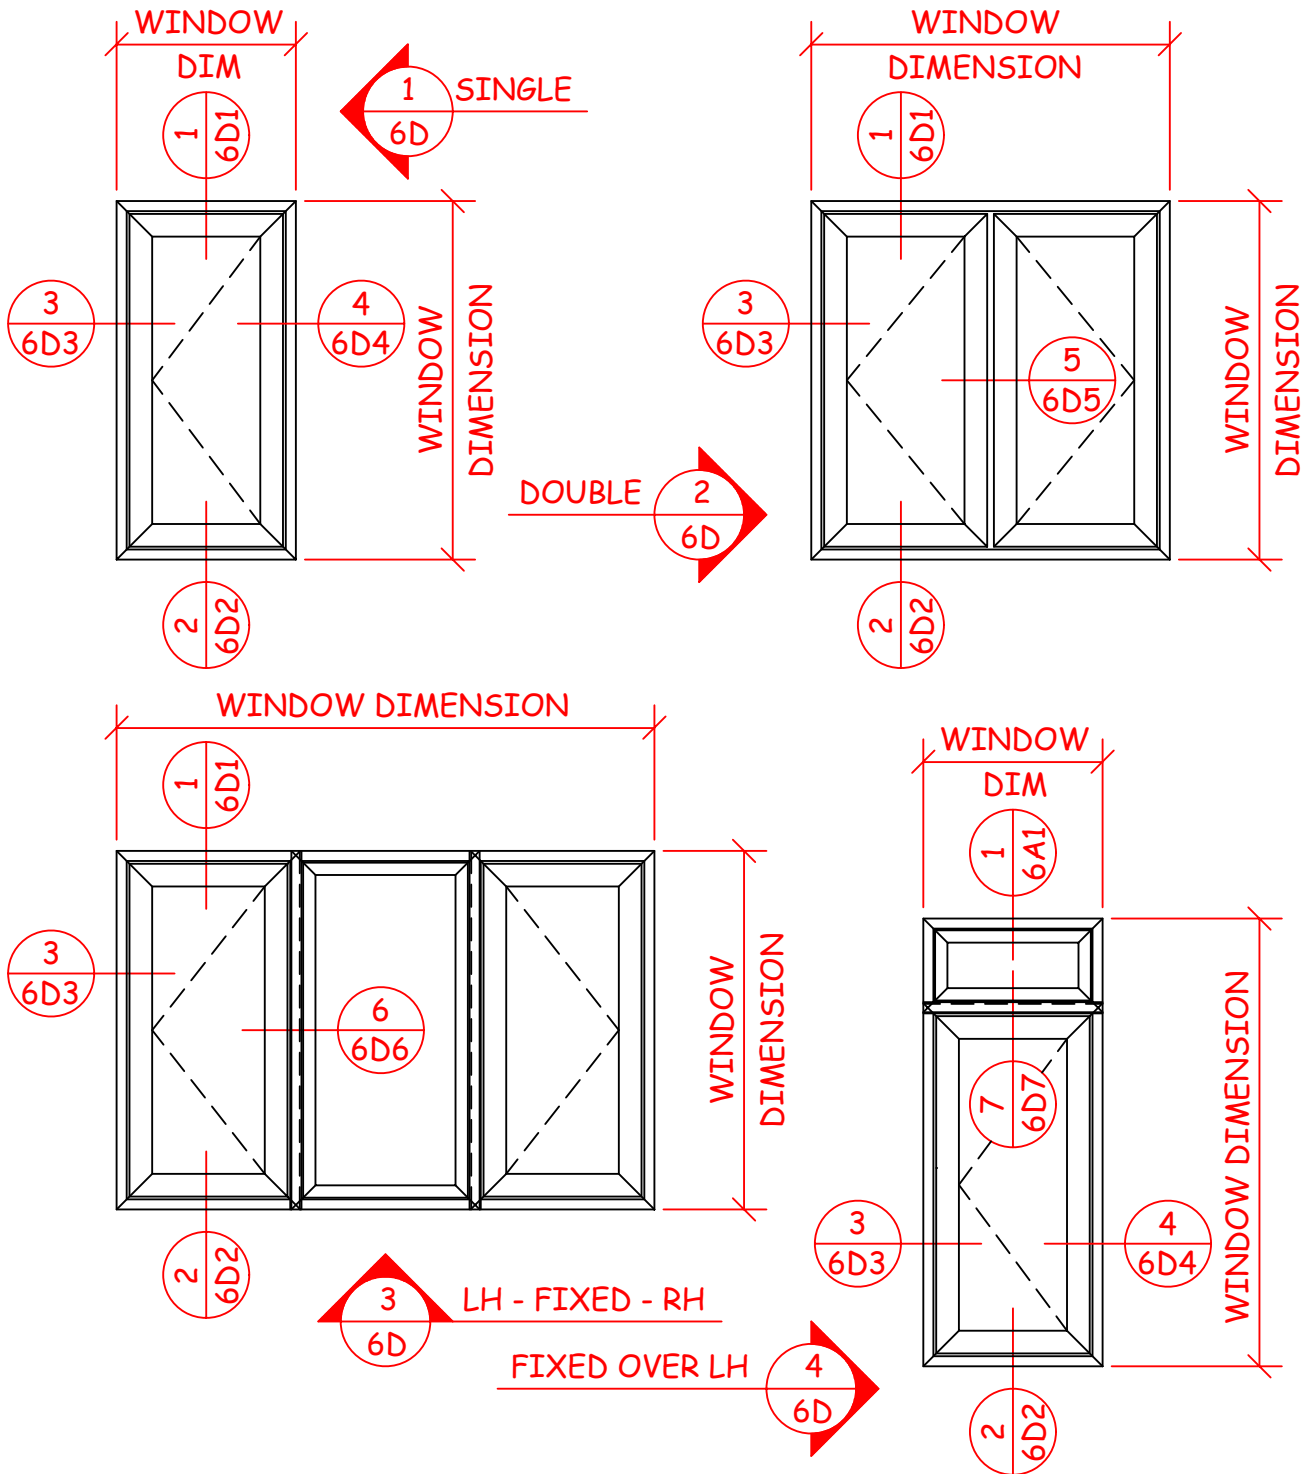 WINDOW
DIM
1
6D1
1
6D
SINGLE
WINDOW
DIMENSION
1
6D1
3
6D3
4
6D4
WINDOW
DIMENSION
3
6D3
5
6D5
WINDOW
DIMENSION
DOUBLE
2
6D
2
6D2
2
6D2
WINDOW DIMENSION
1
6D1
WINDOW
DIM
1
6A1
3
6D3
6
6D6
WINDOW
DIMENSION
7
6D7
WINDOW DIMENSION
3
6D3
4
6D4
2
6D2
3
6D
LH - FIXED - RH
FIXED OVER LH
4
6D
2
6D2